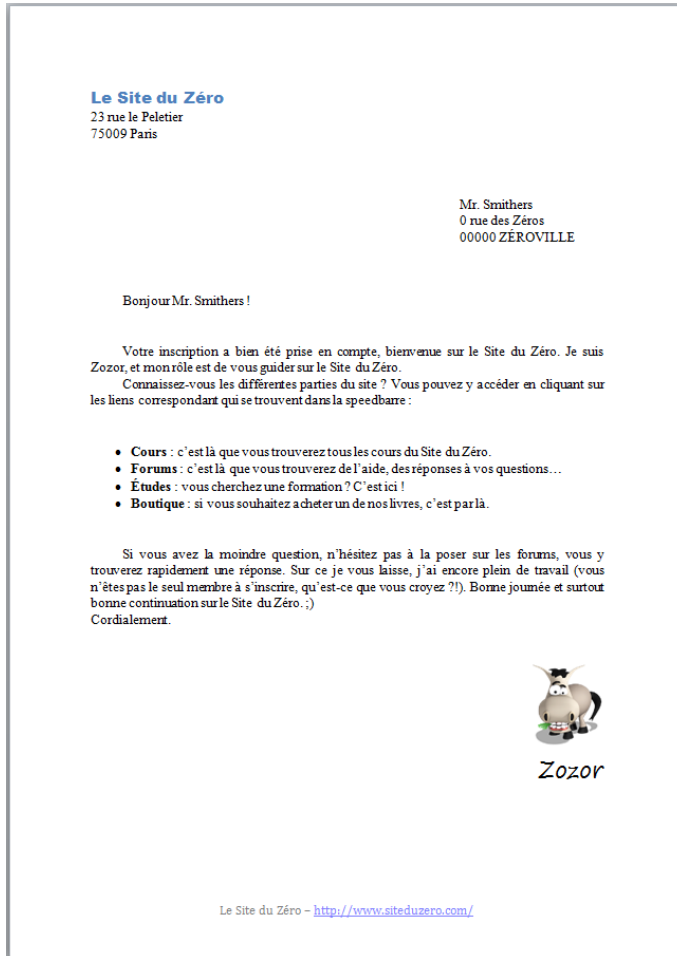 Le Site du Zéro
23 rue le Peletier
75009 Paris
Mr. Smithers
0 rue des Zéros
00000 ZÉROVILLE
Bonjour Mr. Smithers !
Votre inscription a bien été prise en compte, bienvenue sur le Site du Zéro. Je suis
Zozor, et mon rôle est de vous guider sur le Site du Zéro.
Connaissez-vous les différentes parties du site ? Vous pouvez y accéder en cliquant sur
les liens correspondant qui se trouvent dans la speedbarre :
• Cours : c’est là que vous trouverez tous les cours du Site du Zéro.
• Forums : c’est là que vous trouverez de l’aide, des réponses à vos questions…
• Études : vous cherchez une formation ? C’est ici !
• Boutique : si vous souhaitez acheter un de nos livres, c’est par là.
Si vous avez la moindre question, n’hésitez pas à la poser sur les forums, vous y
trouverez rapidement une réponse. Sur ce je vous laisse, j’ai encore plein de travail (vous
n’êtes pas le seul membre à s’inscrire, qu’est-ce que vous croyez ?!). Bonne journée et surtout
bonne continuation sur le Site du Zéro. ;)
Cordialement.
Zozor
Le Site du Zéro – http://www.siteduzero.com/